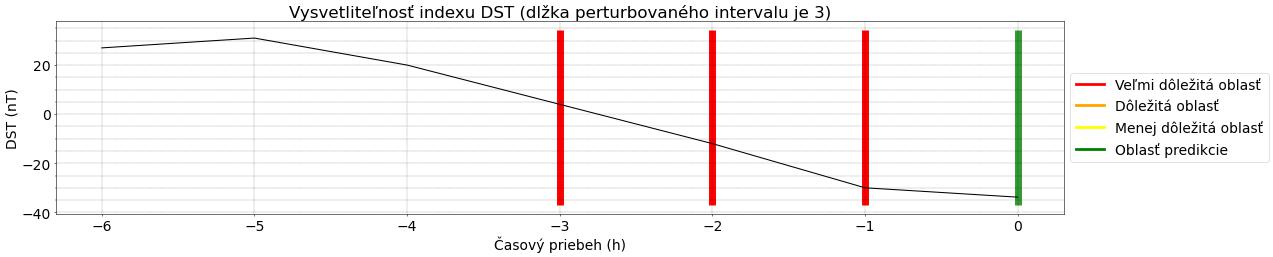 Vysvetliteľnosť indexu DST (dlžka perturbovaného intervalu je 3)
DST (nT)
20
0
−20
−40
−6 −5 −4 −3 −2 −1 0
Časový priebeh (h)
Veľmi dôležitá oblasť
Dôležitá oblasť
Menej dôležitá oblasť
Oblasť predikcie